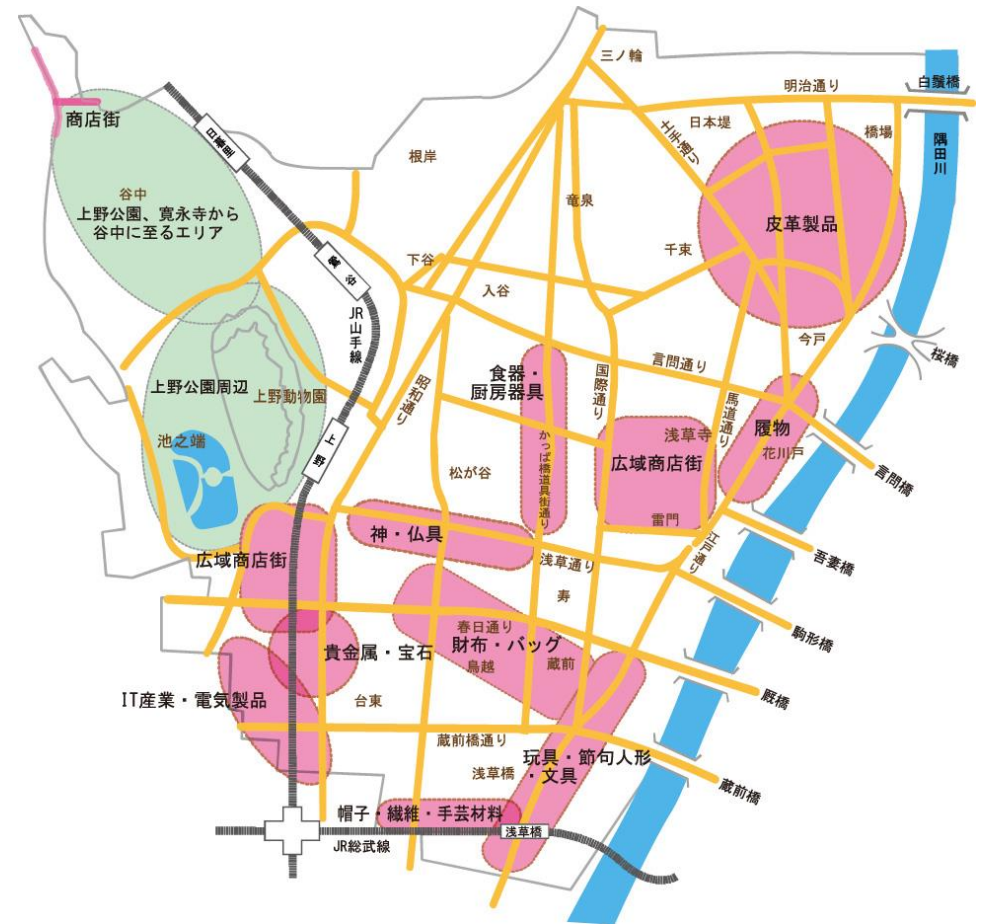 三ノ輪
白鬚橋
明治通り
商店街
日暮里
日本堤
土手通り
橋場
隅田川
根岸
谷中
上野公園、寛永寺から
谷中に至るエリア
竜泉
皮革製品
千束
鶯谷
下谷
入谷
JR山手線
今戸
桜橋
言問通り
食器・
厨房器具
国際通り
昭和通り
馬道通り
上野公園周辺
上野動物園
履物
浅草寺
花川戸
かっぱ橋道具街通り
池之端
上野
広域商店街
松が谷
言問橋
雷門
神・仏具
江戸通り
広域商店街
浅草通り
吾妻橋
寿
駒形橋
春日通り
財布・バッグ
貴金属・宝石
鳥越
蔵前
厩橋
IT産業・電気製品
台東
蔵前橋通り
玩具・節句人形
・文具
浅草橋
蔵前橋
帽子・繊維・手芸材料
浅草橋
JR総武線